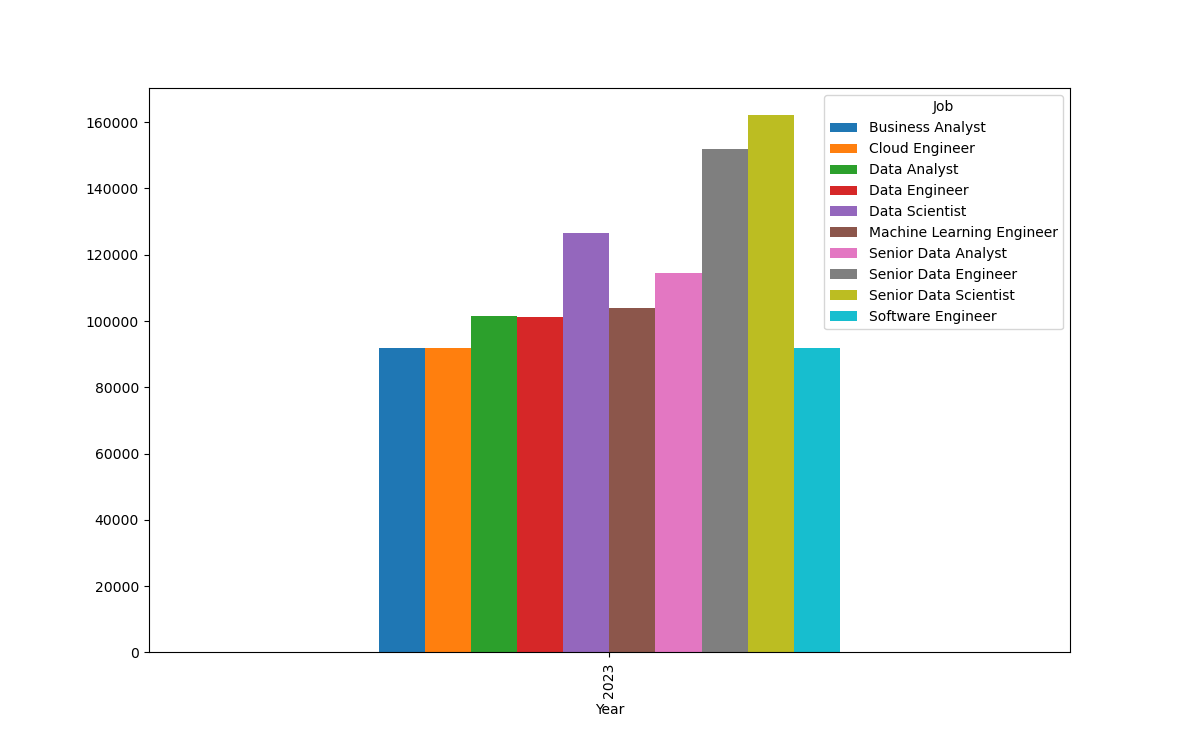 160000
140000
120000
100000
80000
60000
40000
20000
0
2023
Year
Job
Business Analyst
Cloud Engineer
Data Analyst
Data Engineer
Data Scientist
Machine Learning Engineer
Senior Data Analyst
Senior Data Engineer
Senior Data Scientist
Software Engineer